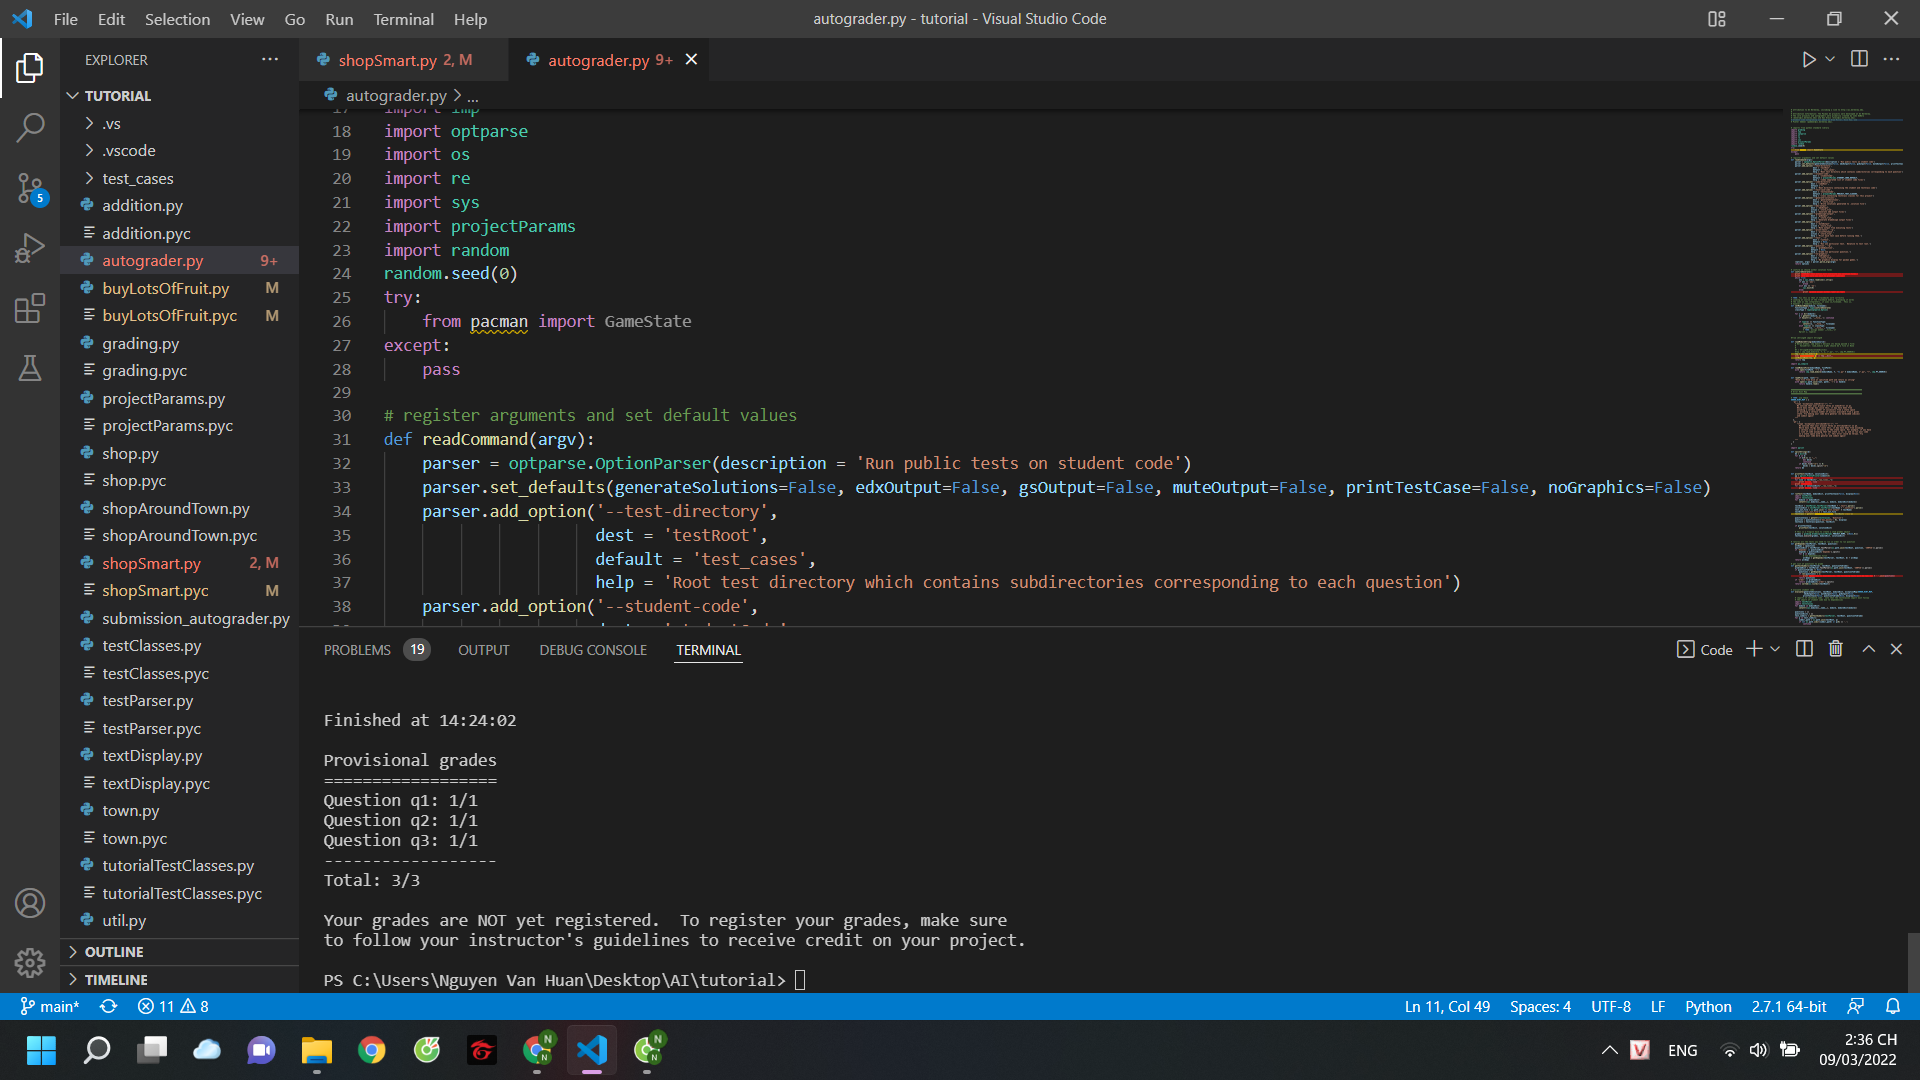 File Edit Selection View Go Run Terminal Help
autograder.py - tutorial - Visual Studio Code
EXPLORER
shopSmart.py 2, M
autograder.py 9+
TUTORIAL
autograder.py > ...
.vs
.vscode
test_cases
addition.py
addition.pyc
autograder.py 9+
buyLotsOfFruit.py M
buyLotsOfFruit.pyc M
grading.py
grading.pyc
projectParams.py
projectParams.pyc
shop.py
shop.pyc
shopAroundTown.py
shopAroundTown.pyc
shopSmart.py 2, M
shopSmart.pyc M
submission_autograder.py
testClasses.py
testClasses.pyc
testParser.py
testParser.pyc
textDisplay.py
textDisplay.pyc
town.py
town.pyc
tutorialTestClasses.py
tutorialTestClasses.pyc
util.py
OUTLINE
TIMELINE
5
17 import imp
18 import optparse
19 import os
20 import re
21 import sys
22 import projectParams
23 import random
24 random.seed(0)
25 try:
26 from pacman import GameState
27 except:
28 pass
29
30 # register arguments and set default values
31 def readCommand(argv):
32 parser = optparse.OptionParser(description = 'Run public tests on student code')
33 parser.set_defaults(generateSolutions=False, edxOutput=False, gsOutput=False, muteOutput=False, printTestCase=False, noGraphics=False)
34 parser.add_option('--test-directory',
35 dest = 'testRoot',
36 default = 'test_cases',
37 help = 'Root test directory which contains subdirectories corresponding to each question')
38 parser.add_option('--student-code',
PROBLEMS 19 OUTPUT DEBUG CONSOLE TERMINAL
Code
Finished at 14:24:02
Provisional grades
==================
Question q1: 1/1
Question q2: 1/1
Question q3: 1/1
------------------
Total: 3/3
Your grades are NOT yet registered.  To register your grades, make sure
to follow your instructor's guidelines to receive credit on your project.
PS C:\Users\Nguyen Van Huan\Desktop\AI\tutorial>
main* 11 8
Ln 11, Col 49 Spaces: 4 UTF-8 LF Python 2.7.1 64-bit
N N N
V ENG
2:36 CH
09/03/2022